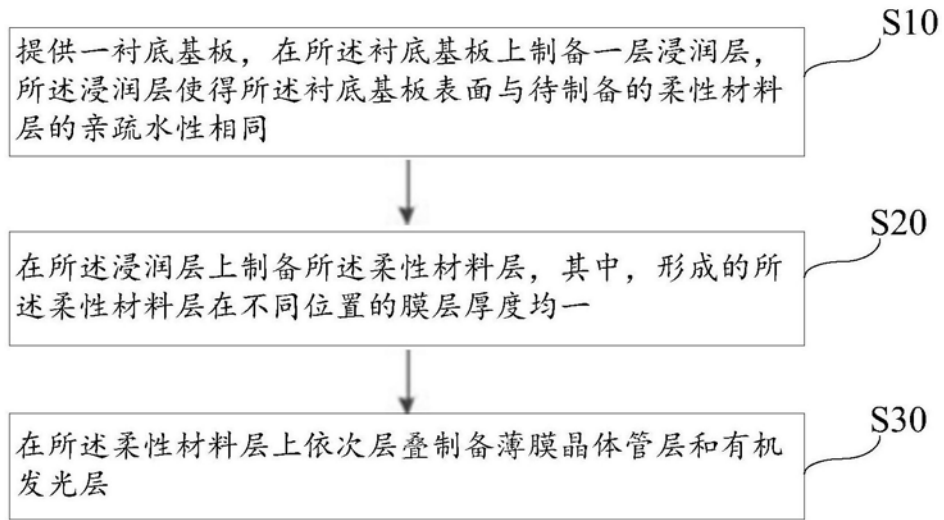 S10
提供一衬底基板，在所述衬底基板上制备一层浸润层，
所述浸润层使得所述衬底基板表面与待制备的柔性材料
层的亲疏水性相同
S20
在所述浸润层上制备所述柔性材料层，其中，形成的所
述柔性材料层在不同位置的膜层厚度均一
S30
在所述柔性材料层上依次层叠制备薄膜晶体管层和有机
发光层